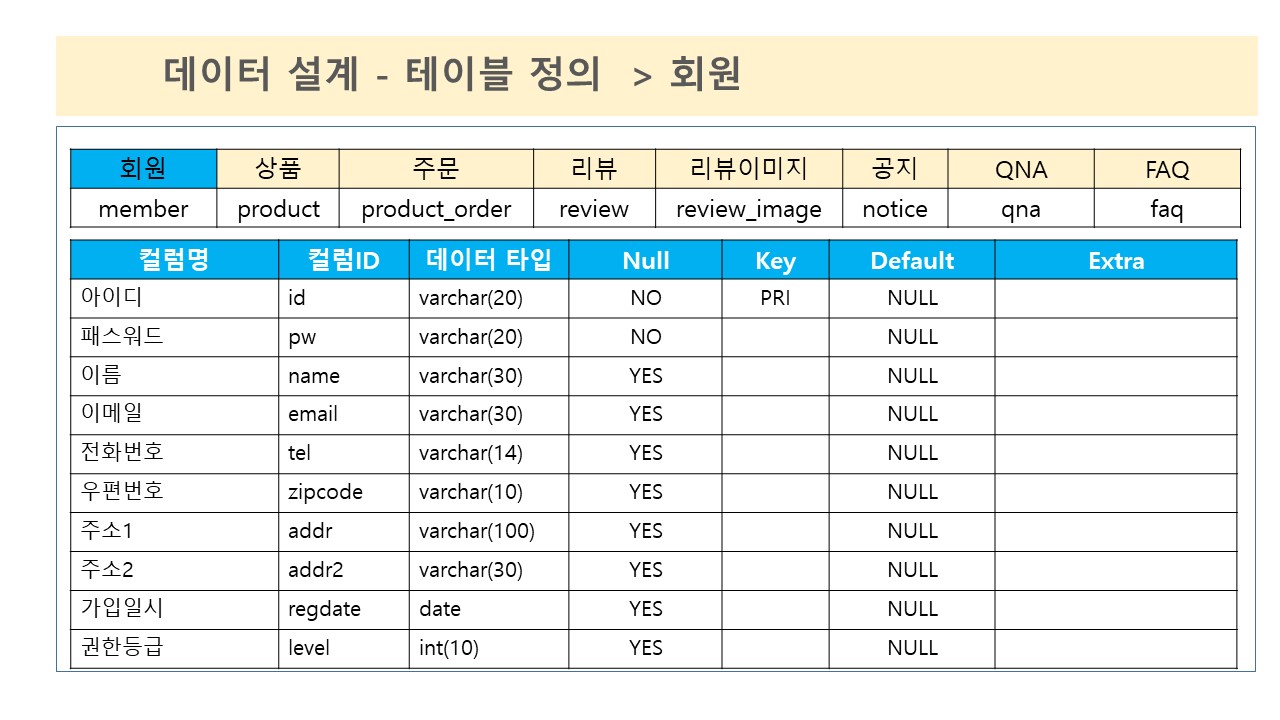 데이터 설계 - 테이블 정의 > 회원
회원 상품 주문 리뷰 리뷰이미지 공지 QNA FAQ
member product product_order review review_image notice qna faq
컬럼명 컬럼ID 데이터 타입 Null Key Default Extra
아이디 id varchar(20) NO PRI NULL
패스워드 pw varchar(20) NO NULL
이름 name varchar(30) YES NULL
이메일 email varchar(30) YES NULL
전화번호 tel varchar(14) YES NULL
우편번호 zipcode varchar(10) YES NULL
주소1 addr varchar(100) YES NULL
주소2 addr2 varchar(30) YES NULL
가입일시 regdate date YES NULL
권한등급 level int(10) YES NULL